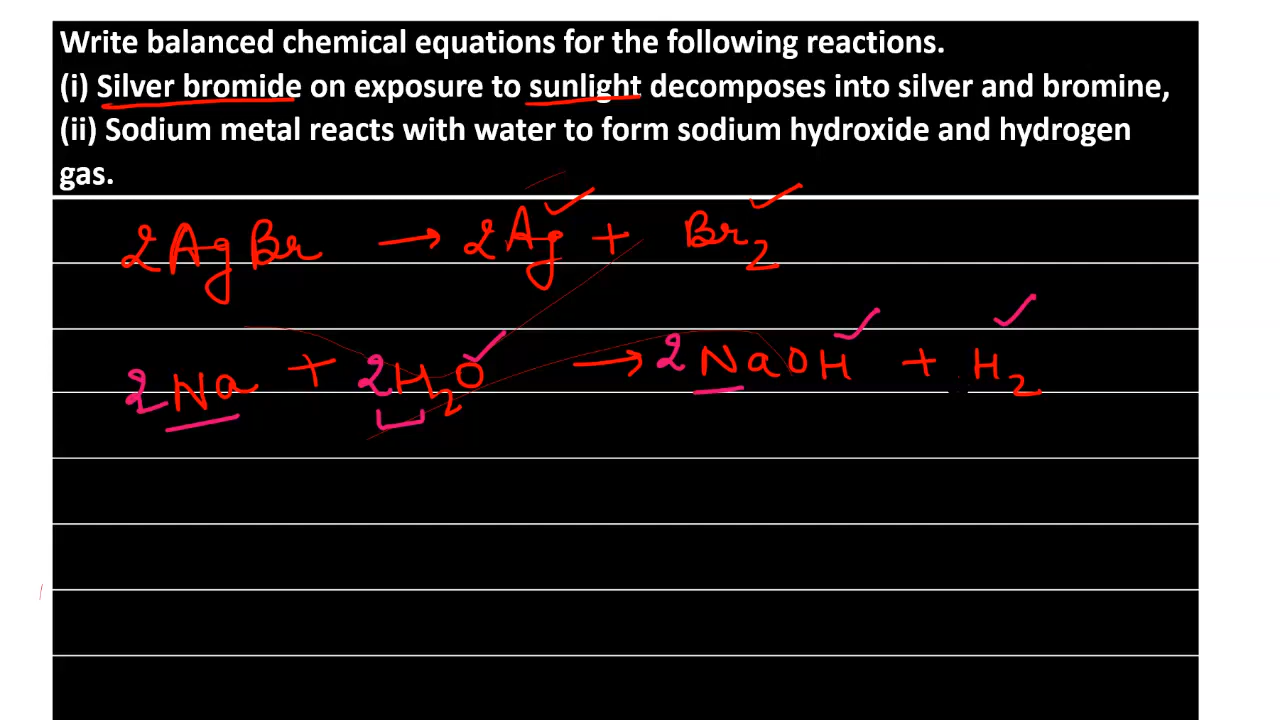 Write balanced chemical equations for the following reactions.
(i) Silver bromide on exposure to sunlight decomposes into silver and bromine,
(ii) Sodium metal reacts with water to form sodium hydroxide and hydrogen
gas.
2AgBr → 2Ag + Br₂
2Na + 2H₂O → 2NaOH + H₂